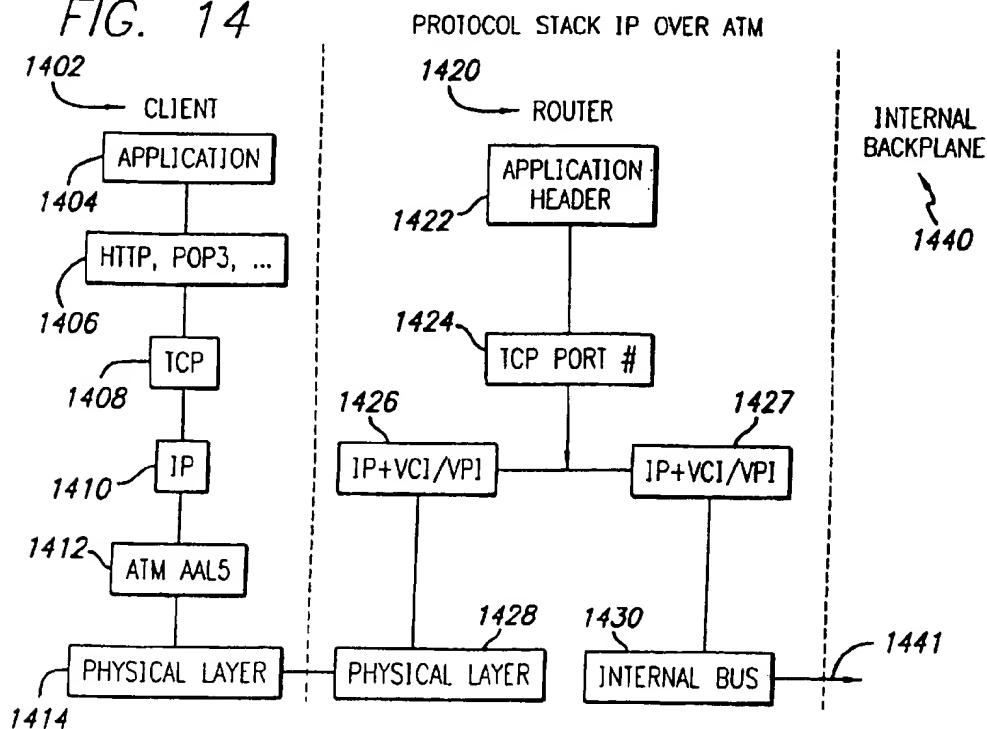 FIG. 14
PROTOCOL STACK IP OVER ATM
1402
CLIENT
APPLICATION
1404
HTTP, POP3, ...
1406
TCP
1408
IP
1410
1412
ATM AAL5
PHYSICAL LAYER
1414
1420
ROUTER
APPLICATION
HEADER
1422
1424
TCP PORT #
1426
IP+VCI/VPI
1427
IP+VCI/VPI
1428
PHYSICAL LAYER
1430
INTERNAL BUS
INTERNAL
BACKPLANE
1440
1441